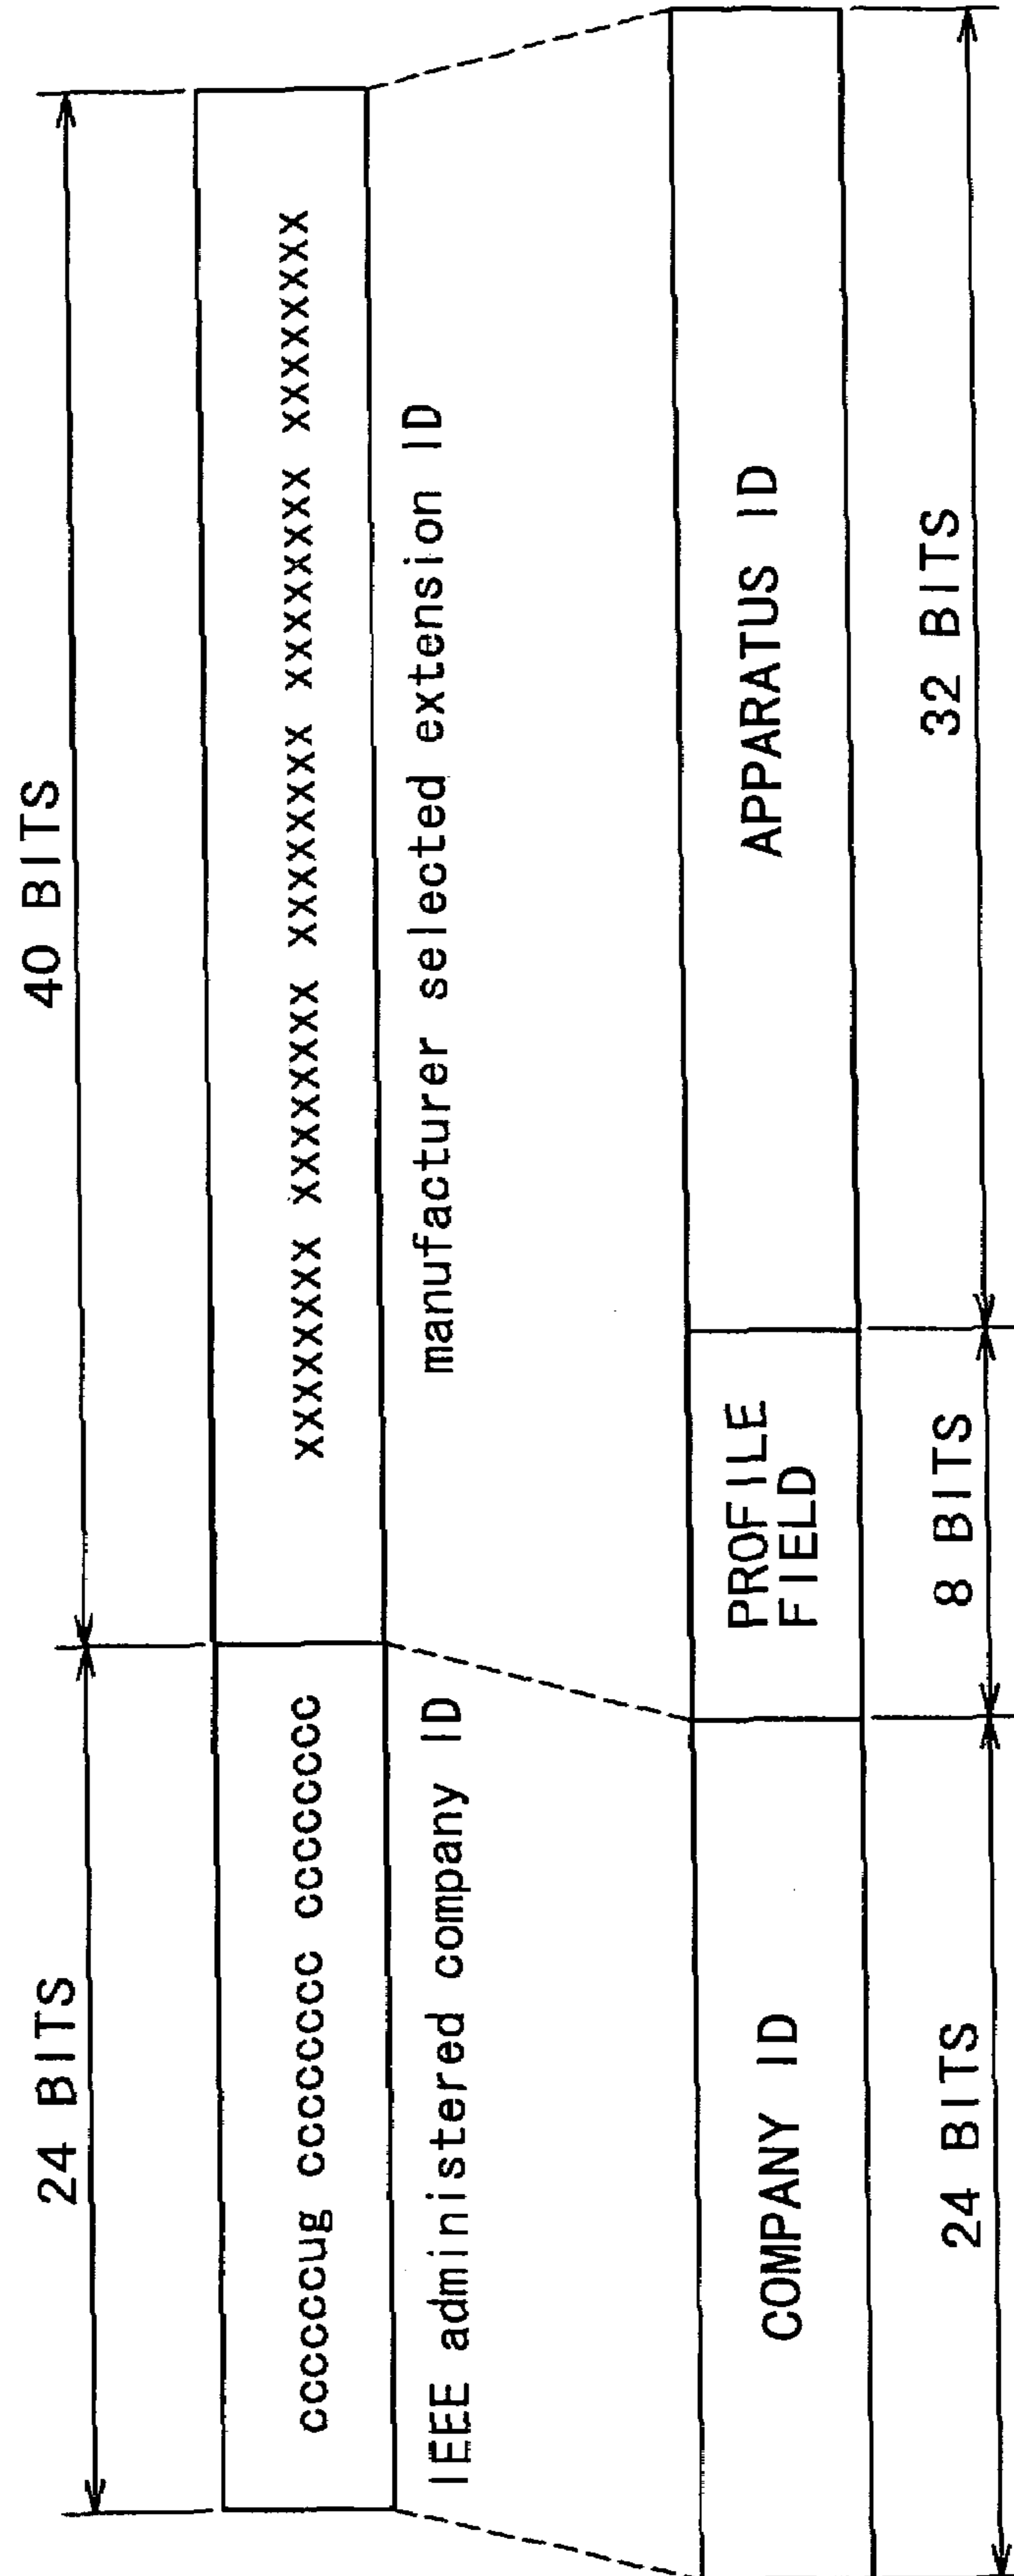 24 BITS
40 BITS
ccccccug cccccccc cccccccc
xxxxxxxx xxxxxxxx xxxxxxxx xxxxxxxx xxxxxxxx
IEEE administered company ID
manufacturer selected extension ID
COMPANY ID
PROFILE
FIELD
APPARATUS ID
24 BITS
8 BITS
32 BITS